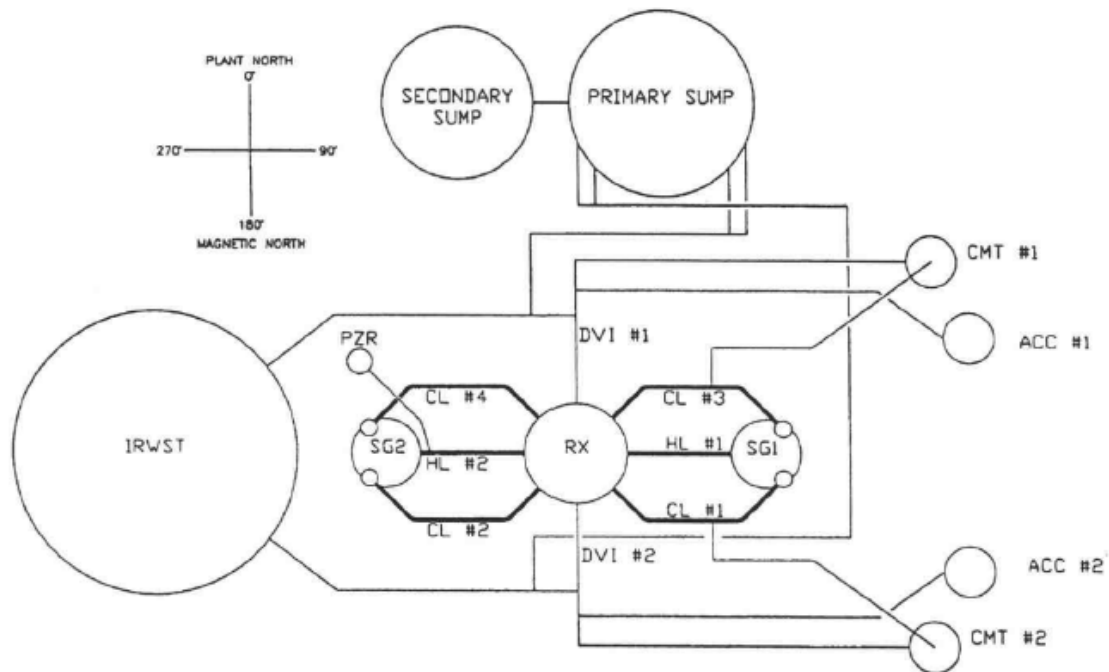 PLANT NORTH
0°
270°
90°
180°
MAGNETIC NORTH
SECONDARY
SUMP
PRIMARY SUMP
CMT #1
ACC #1
DVI #1
PZR
CL #4
CL #3
IRWST
SG2
HL #2
RX
HL #1
SG1
CL #2
CL #1
DVI #2
ACC #2
CMT #2